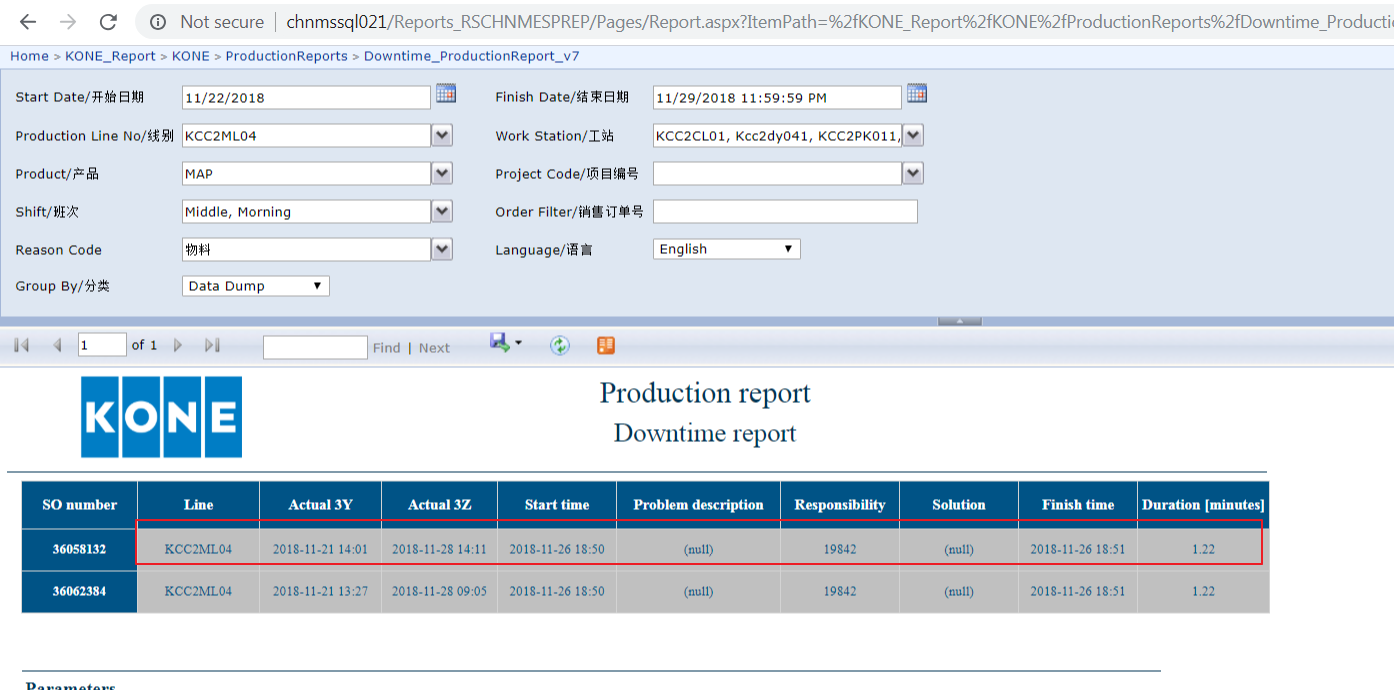 Not secure | chnmssql021/Reports_RSCHNMESPREP/Pages/Report.aspx?ItemPath=%2fKONE_Report%2fKONE%2fProductionReports%2fDowntime_Producti
Home > KONE_Report > KONE > ProductionReports > Downtime_ProductionReport_v7
Start Date/开始日期 11/22/2018 Finish Date/结束日期 11/29/2018 11:59:59 PM
Production Line No/线别 KCC2ML04 Work Station/工站 KCC2CL01, Kcc2dy041, KCC2PK011,
Product/产品 MAP Project Code/项目编号
Shift/班次 Middle, Morning Order Filter/销售订单号
Reason Code 物料 Language/语言 English
Group By/分类 Data Dump
1 of 1 Find | Next
KONE
Production report
Downtime report
SO number Line Actual 3Y Actual 3Z Start time Problem description Responsibility Solution Finish time Duration [minutes]
36058132 KCC2ML04 2018-11-21 14:01 2018-11-28 14:11 2018-11-26 18:50 (null) 19842 (null) 2018-11-26 18:51 1.22
36062384 KCC2ML04 2018-11-21 13:27 2018-11-28 09:05 2018-11-26 18:50 (null) 19842 (null) 2018-11-26 18:51 1.22
Parameters